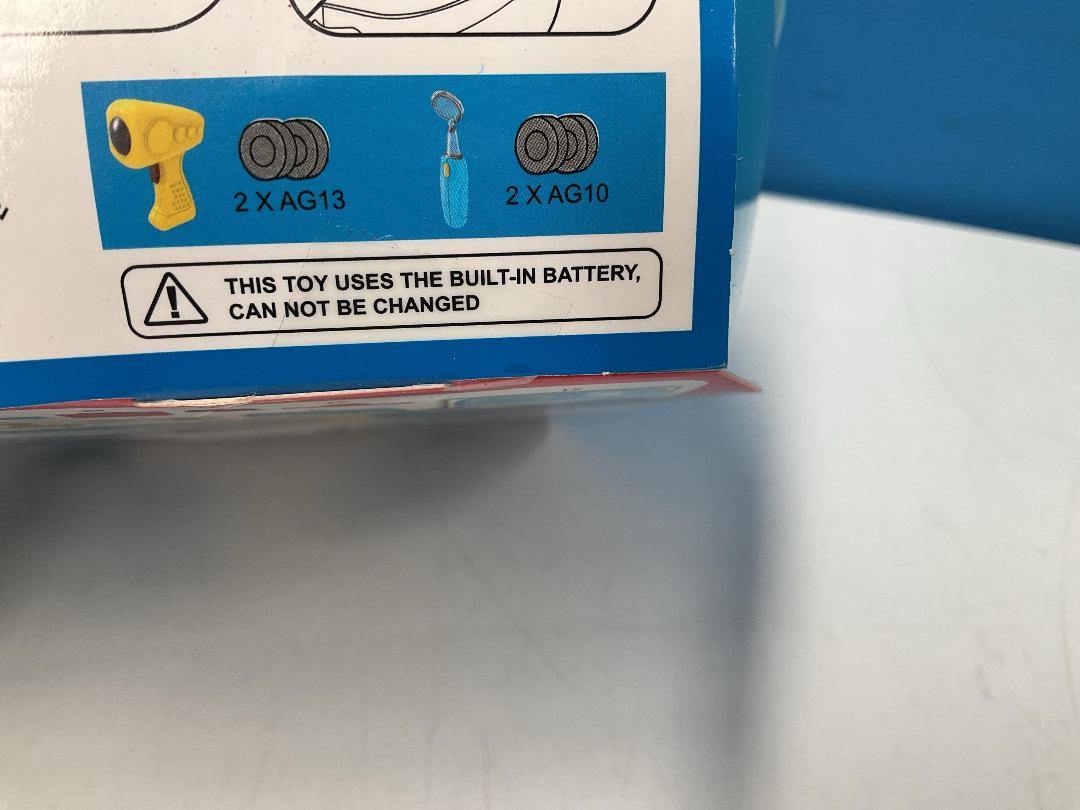 2 X AG13
2 X AG10
THIS TOY USES THE BUILT-IN BATTERY,
CAN NOT BE CHANGED